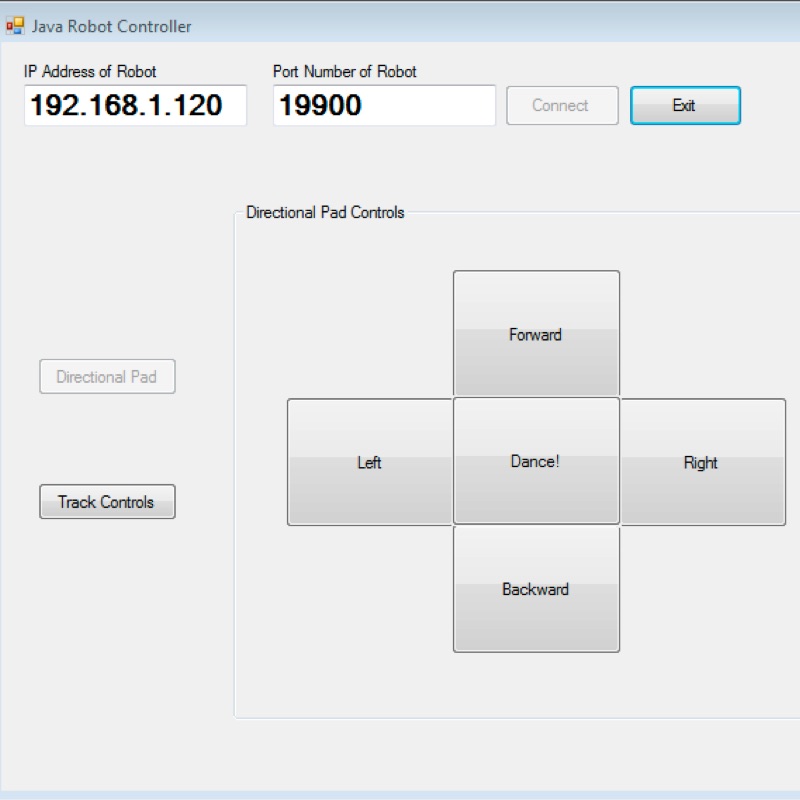 Java Robot Controller
IP Address of Robot
Port Number of Robot
192.168.1.120
19900
Connect
Exit
Directional Pad Controls
Forward
Directional Pad
Left
Dance!
Right
Track Controls
Backward